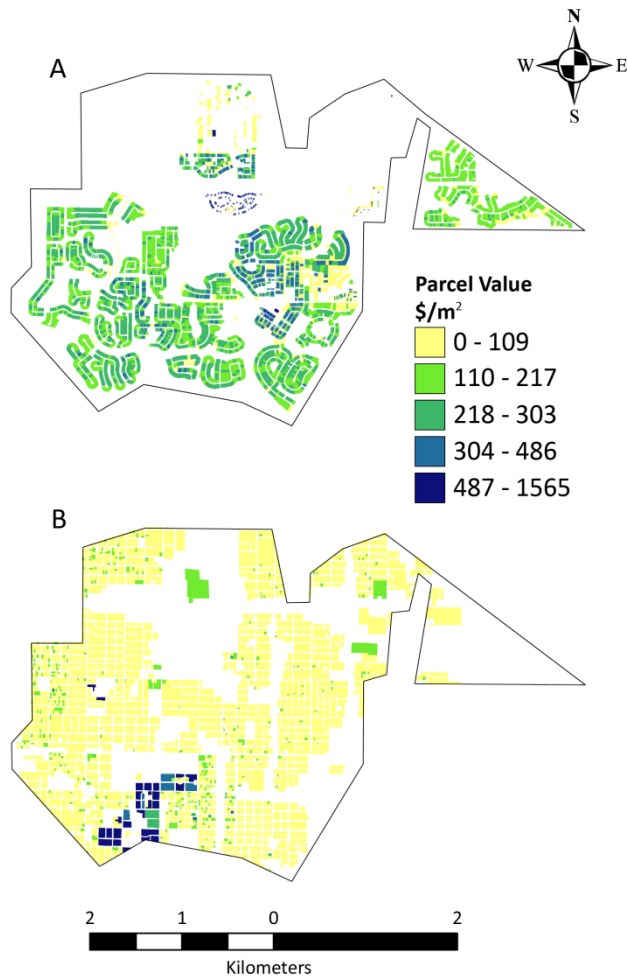 N
A
W
E
S
Parcel Value
$/m²
0 - 109
110 - 217
218 - 303
304 - 486
487 - 1565
B
2 1 0 2
Kilometers